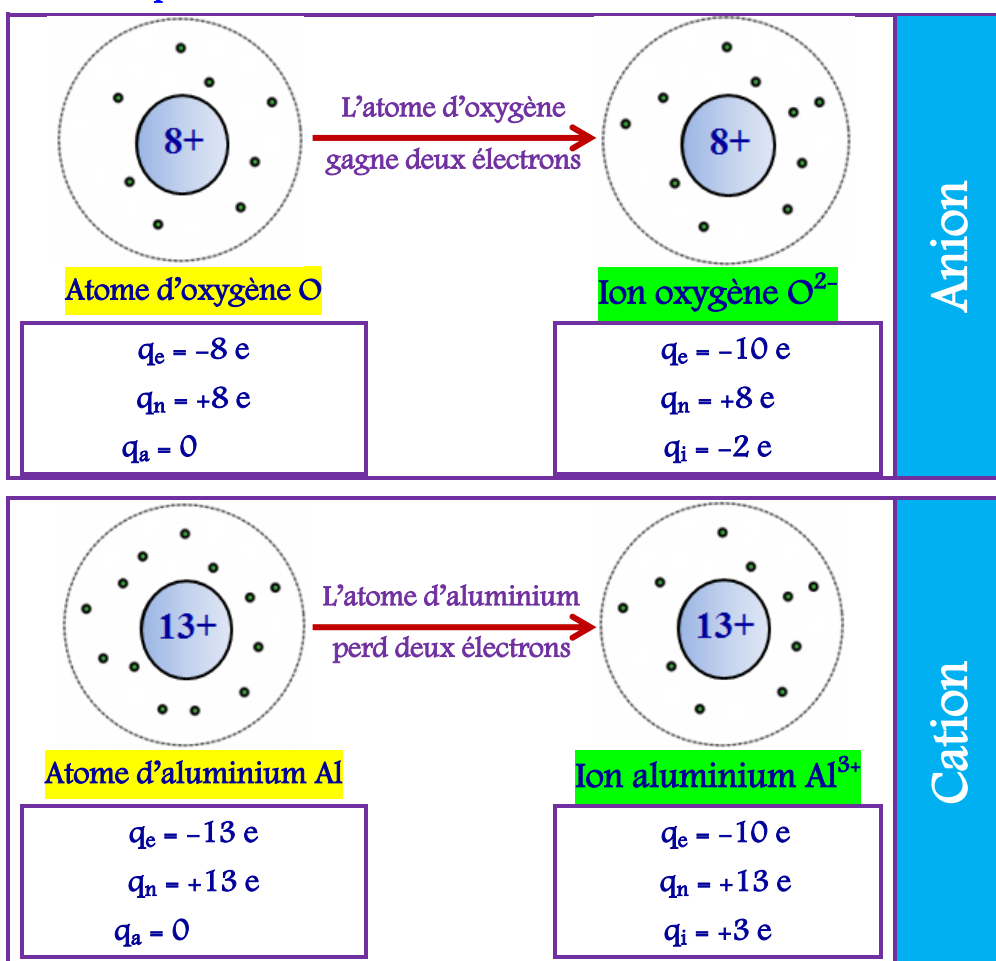 8+
L'atome d'oxygène
gagne deux électrons
8+
Anion
Atome d'oxygène O
Ion oxygène O²⁻
qₑ = -8 e
qₙ = +8 e
qₐ = 0
qₑ = -10 e
qₙ = +8 e
qᵢ = -2 e
13+
L'atome d'aluminium
perd deux électrons
13+
Cation
Atome d'aluminium Al
Ion aluminium Al³⁺
qₑ = -13 e
qₙ = +13 e
qₐ = 0
qₑ = -10 e
qₙ = +13 e
qᵢ = +3 e